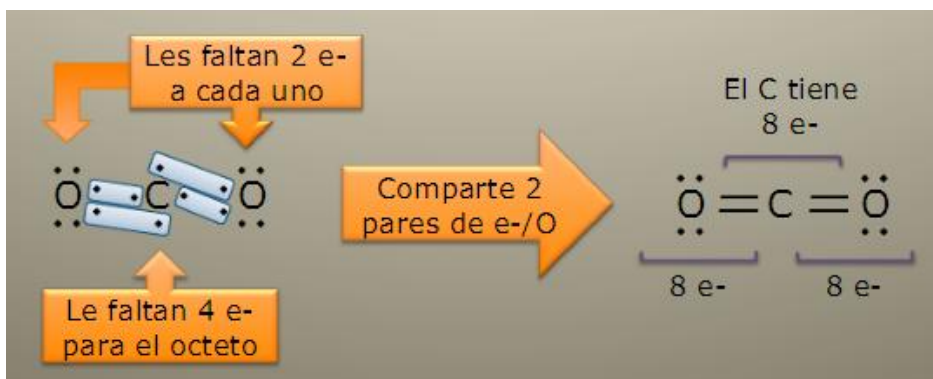 Les faltan 2 e-
a cada uno
O C O
Le faltan 4 e-
para el octeto
Comparte 2
pares de e-/O
El C tiene
8 e-
O=C=O
8 e- 8 e-